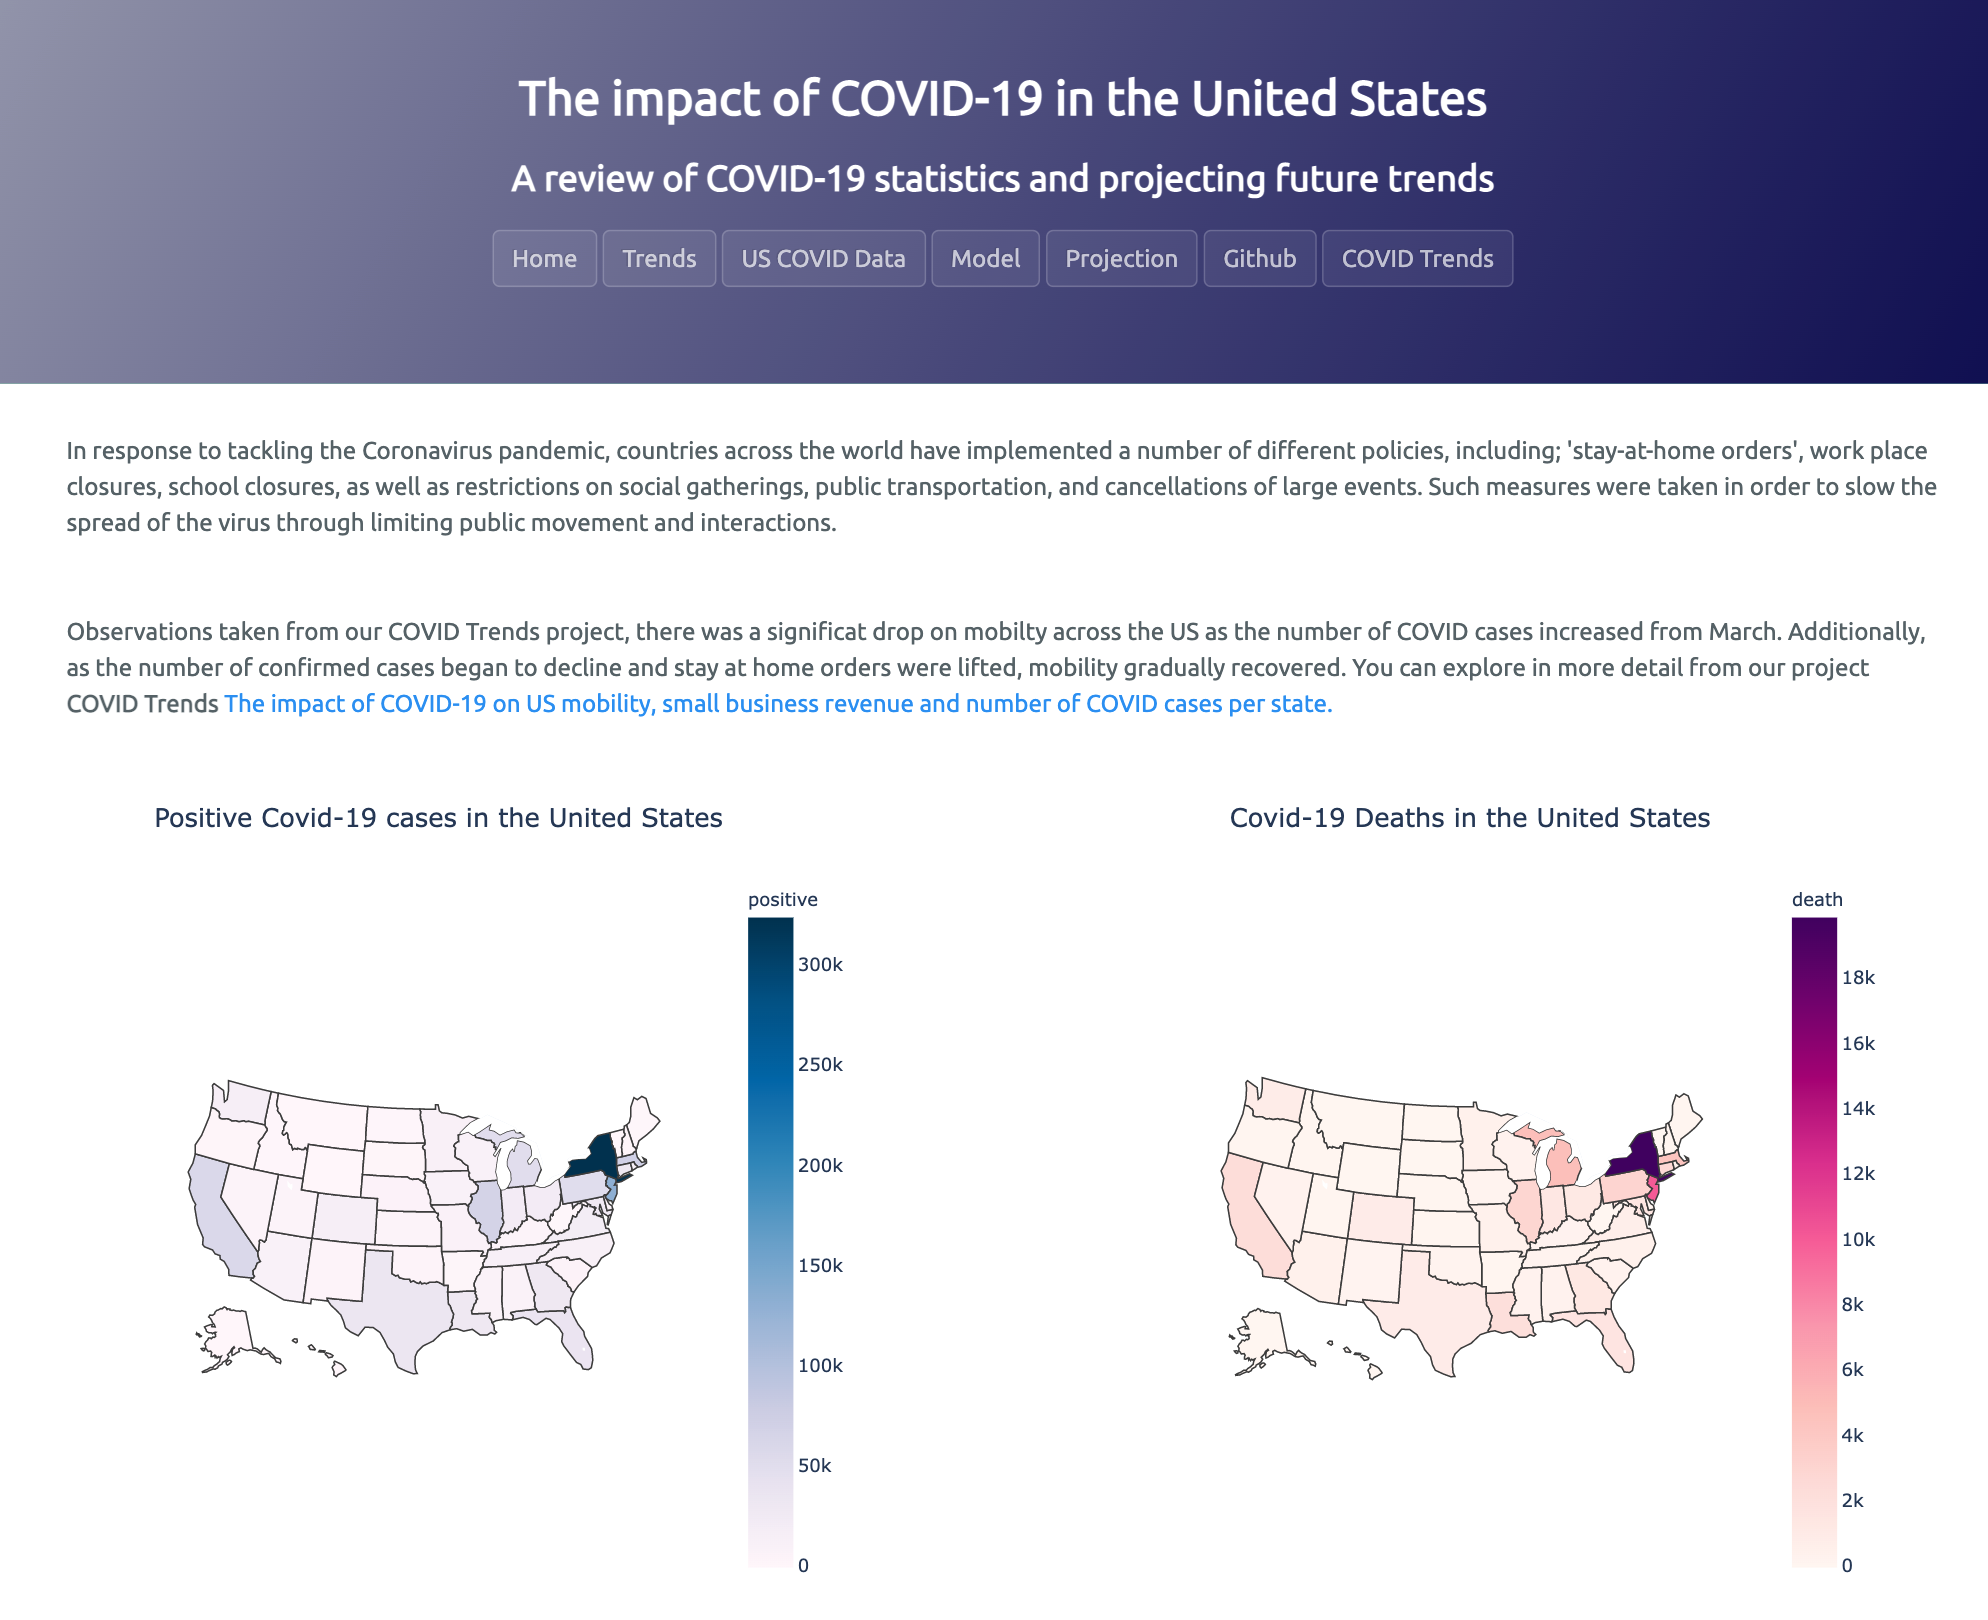 The impact of COVID-19 in the United States
A review of COVID-19 statistics and projecting future trends
Home
Trends
US COVID Data
Model
Projection
Github
COVID Trends
In response to tackling the Coronavirus pandemic, countries across the world have implemented a number of different policies, including; 'stay-at-home orders', work place
closures, school closures, as well as restrictions on social gatherings, public transportation, and cancellations of large events. Such measures were taken in order to slow the
spread of the virus through limiting public movement and interactions.
Observations taken from our COVID Trends project, there was a significat drop on mobilty across the US as the number of COVID cases increased from March. Additionally,
as the number of confirmed cases began to decline and stay at home orders were lifted, mobility gradually recovered. You can explore in more detail from our project
COVID Trends The impact of COVID-19 on US mobility, small business revenue and number of COVID cases per state.
Positive Covid-19 cases in the United States
positive
300k
250k
200k
150k
100k
50k
0
Covid-19 Deaths in the United States
death
18k
16k
14k
12k
10k
8k
6k
4k
2k
0